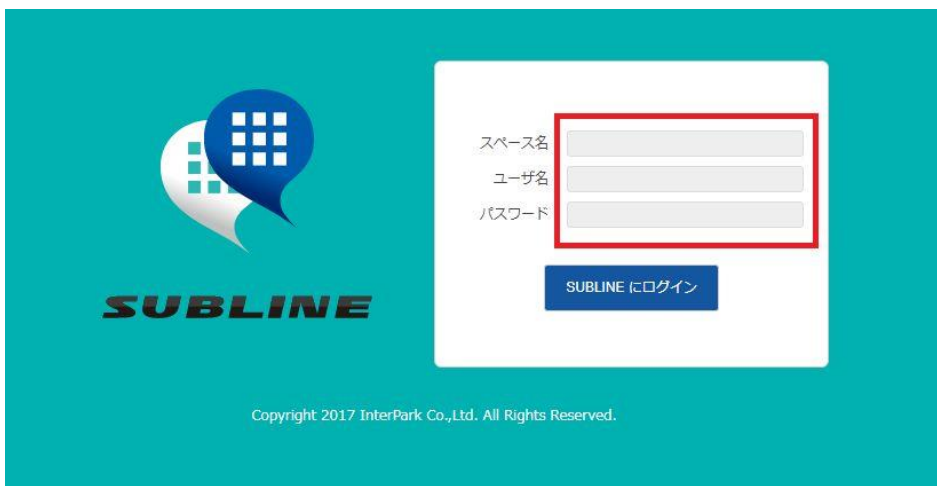 スペース名
ユーザ名
パスワード
SUBLINE にログイン
SUBLINE
Copyright 2017 InterPark Co.,Ltd. All Rights Reserved.